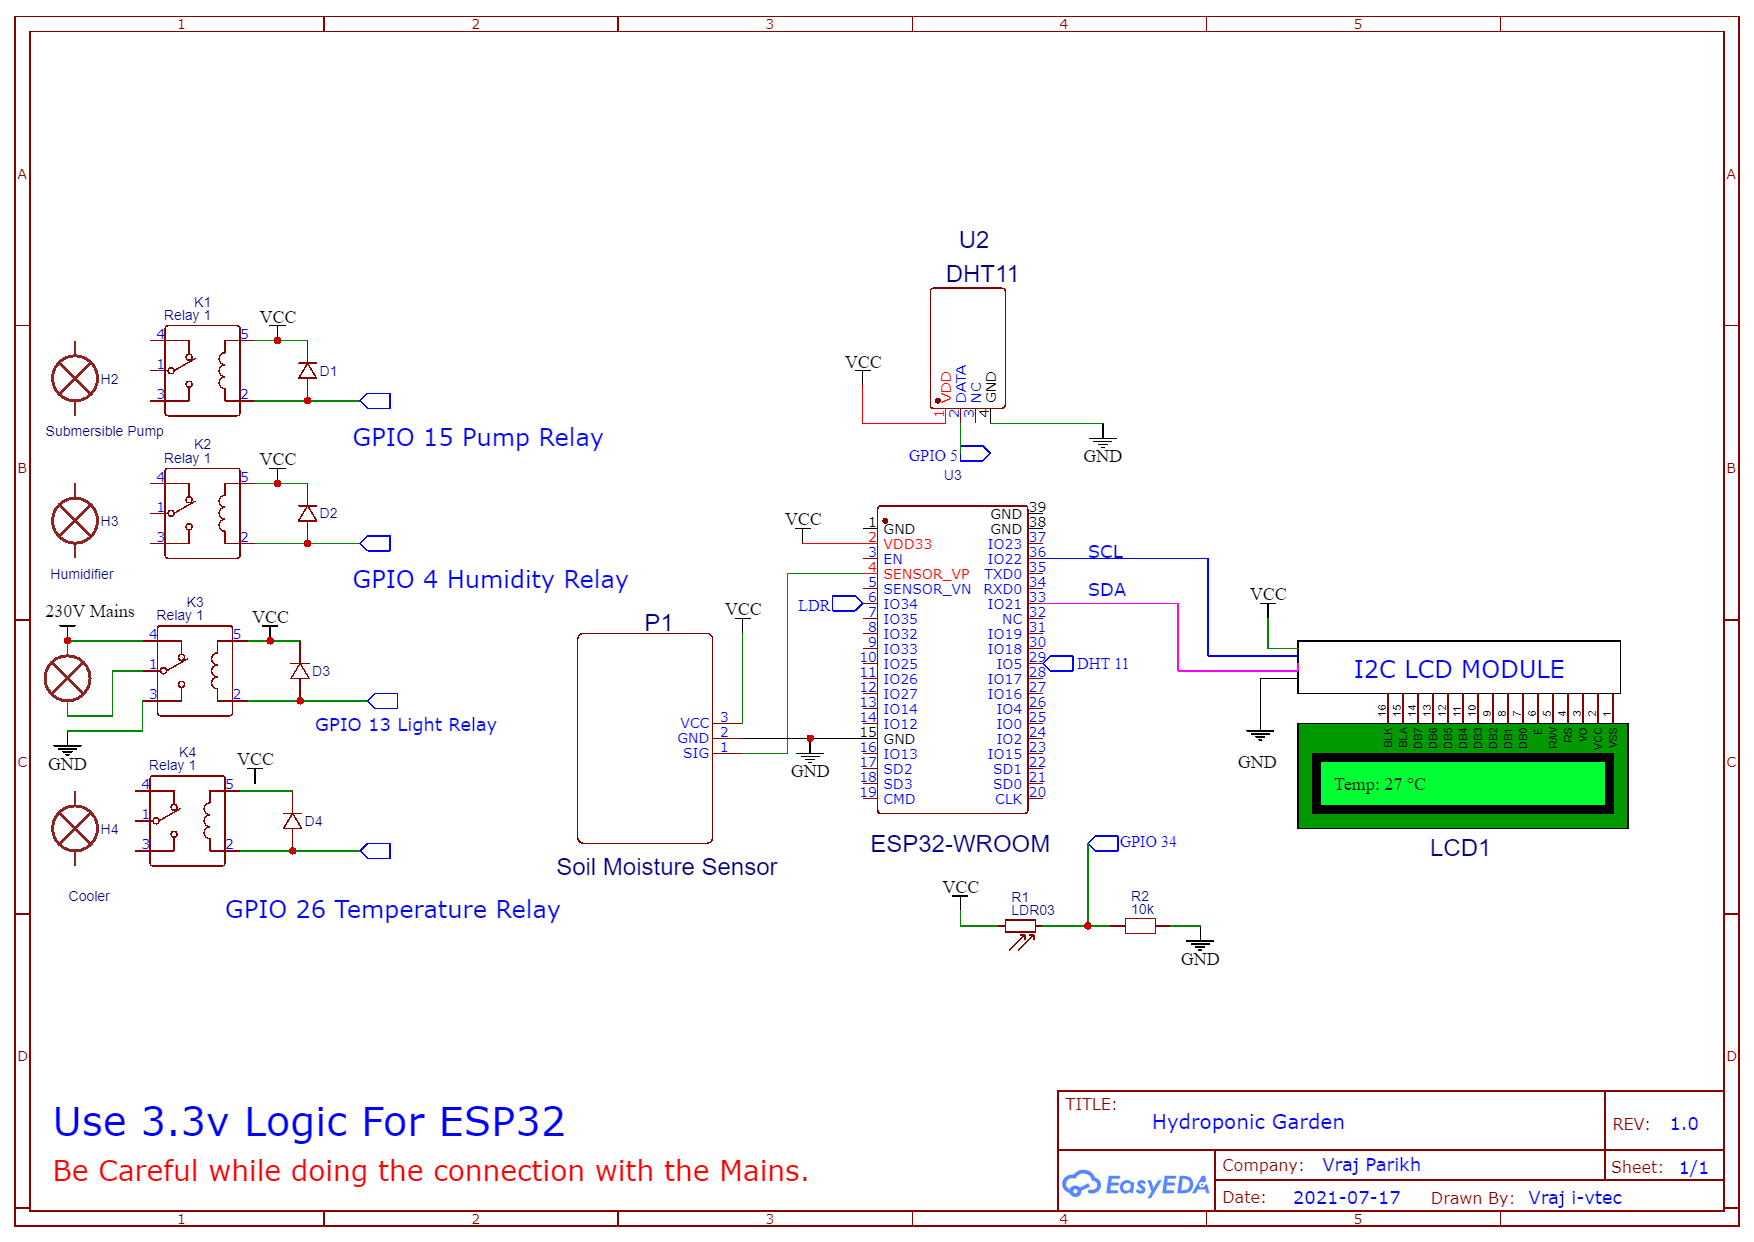 1 2 3 4 5
A A
B B
C C
D D
U2
DHT11
VDD
DATA
NC
GND
1 2 3 4
VCC
GND
GPIO 5
U3
K1
Relay 1
VCC
4 5
1
3 2
D1
H2
Submersible Pump
GPIO 15 Pump Relay
K2
Relay 1
VCC
4 5
1
3 2
D2
H3
Humidifier
GPIO 4 Humidity Relay
230V Mains
K3
Relay 1
VCC
4 5
1
3 2
D3
GND
GPIO 13 Light Relay
K4
Relay 1
VCC
4 5
1
3 2
D4
H4
Cooler
GPIO 26 Temperature Relay
P1
VCC
VCC 3
GND 2
SIG 1
GND
Soil Moisture Sensor
VCC
LDR
1 GND
2 VDD33
3 EN
4 SENSOR_VP
5 SENSOR_VN
6 IO34
7 IO35
8 IO32
9 IO33
10 IO25
11 IO26
12 IO27
13 IO14
14 IO12
15 GND
16 IO13
17 SD2
18 SD3
19 CMD
GND 39
GND 38
IO23 37
IO22 36
TXD0 35
RXD0 34
IO21 33
NC 32
IO19 31
IO18 30
IO5 29
IO17 28
IO16 27
IO4 26
IO0 25
IO2 24
IO15 23
SD1 22
SD0 21
CLK 20
ESP32-WROOM
SCL
SDA
DHT 11
VCC
GND
I2C LCD MODULE
16 15 14 13 12 11 10 9 8 7 6 5 4 3 2 1
BLK BLA DB7 DB6 DB5 DB4 DB3 DB2 DB1 DB0 E R/W RS VO VCC VSS
Temp: 27 °C
LCD1
GPIO 34
VCC
R1
LDR03
R2
10k
GND
Use 3.3v Logic For ESP32
Be Careful while doing the connection with the Mains.
TITLE:
Hydroponic Garden
REV: 1.0
EasyEDA
Company: Vraj Parikh
Sheet: 1/1
Date: 2021-07-17 Drawn By: Vraj i-vtec
1 2 3 4 5